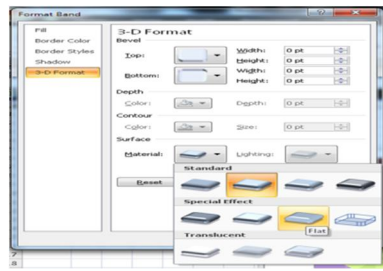 Format Band
Fill
Border Color
Border Styles
Shadow
3-D Format
3-D Format
Bevel
Top:
Width: 0 pt
Height: 0 pt
Bottom:
Width: 0 pt
Height: 0 pt
Depth
Color:
Depth: 0 pt
Contour
Color:
Size: 0 pt
Surface
Material:
Lighting:
Reset
Standard
Special Effect
Flat
Translucent
7
8